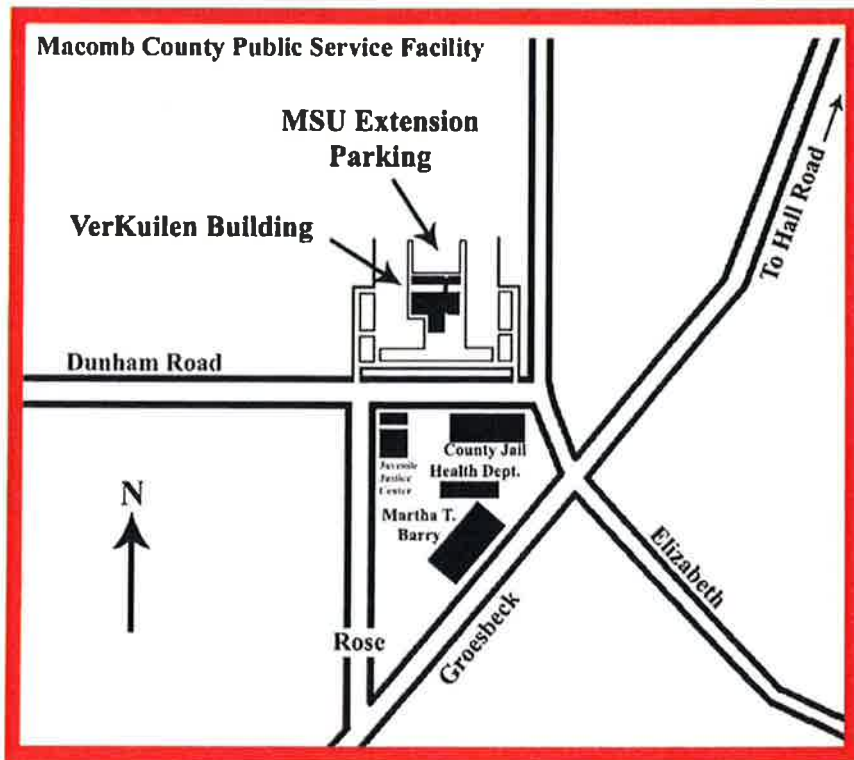 Macomb County Public Service Facility
MSU Extension
Parking
VerKuilen Building
To Hall Road
Dunham Road
County Jail
Juvenile
Justice
Center
Health Dept.
Martha T.
Barry
N
Elizabeth
Rose
Groesbeck